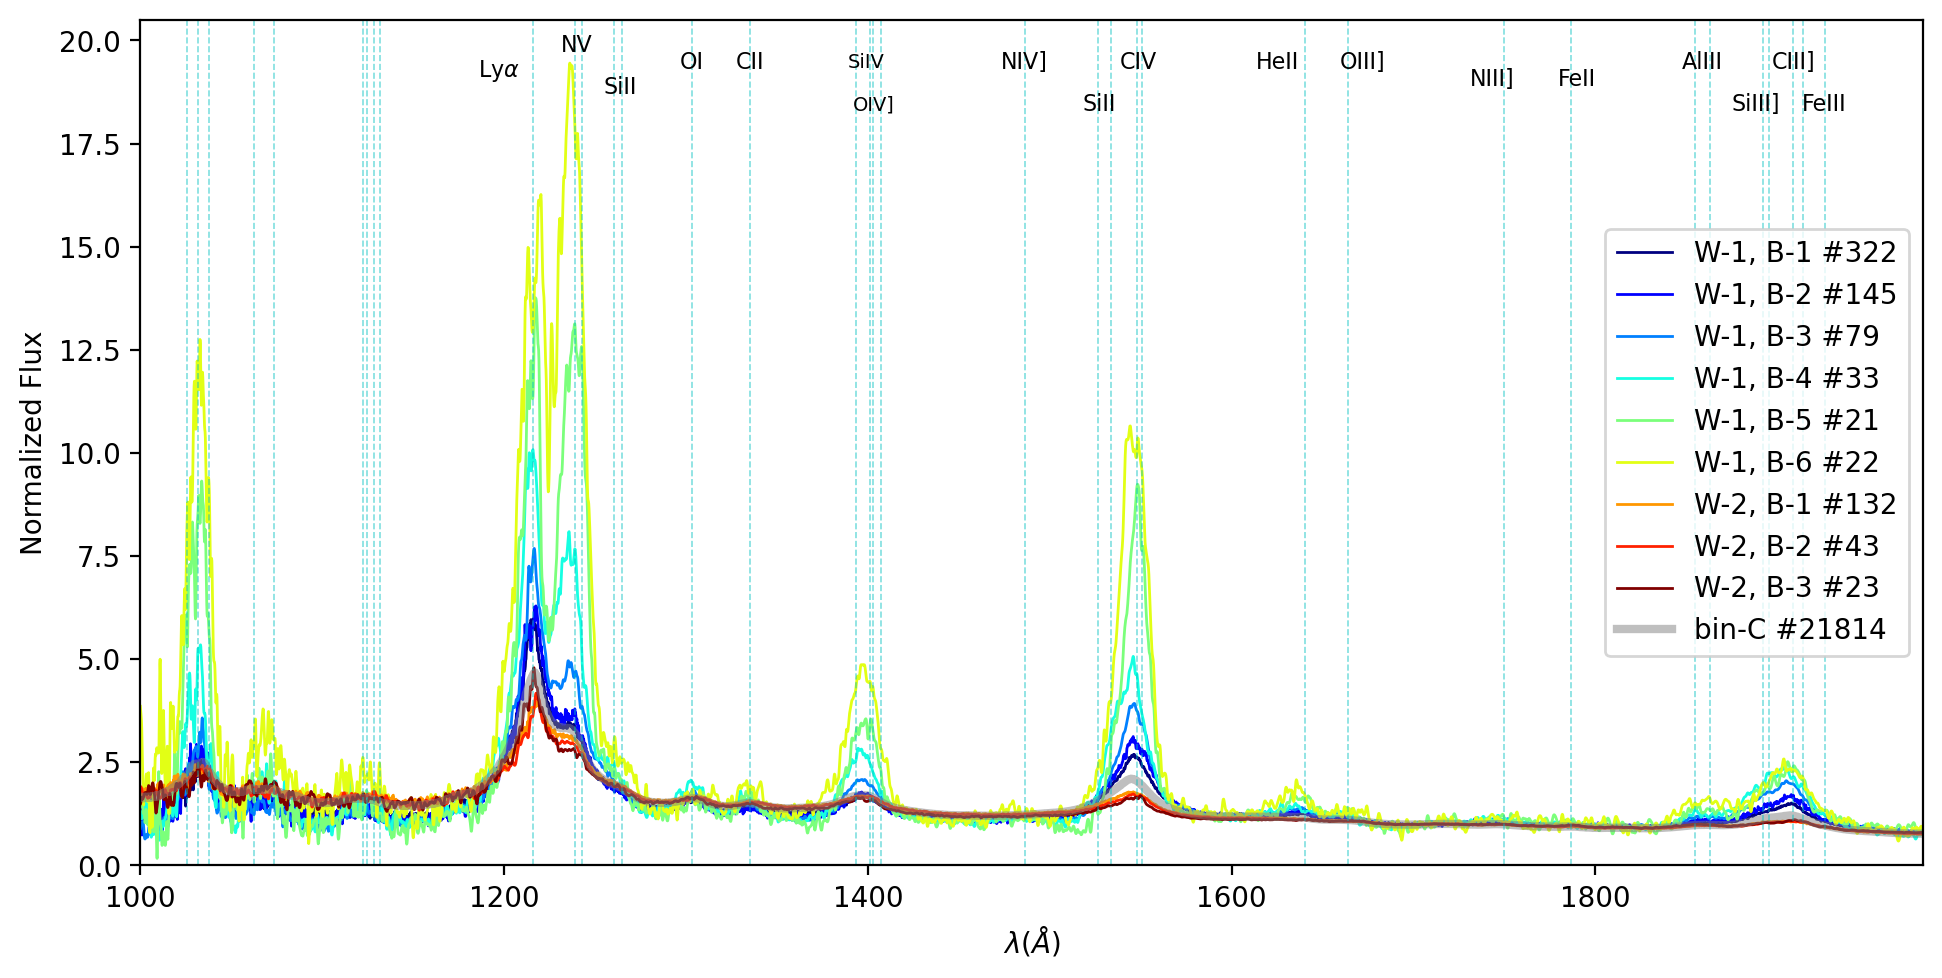 NV
Lyα
SiII
OI
CII
SiIV
OIV]
NIV]
CIV
SiII
HeII
OIII]
NIII]
FeII
AlIII
CIII]
SiIII]
FeIII
20.0
17.5
15.0
12.5
10.0
7.5
5.0
2.5
0.0
Normalized Flux
W-1, B-1 #322
W-1, B-2 #145
W-1, B-3 #79
W-1, B-4 #33
W-1, B-5 #21
W-1, B-6 #22
W-2, B-1 #132
W-2, B-2 #43
W-2, B-3 #23
bin-C #21814
1000
1200
1400
1600
1800
λ(Å)